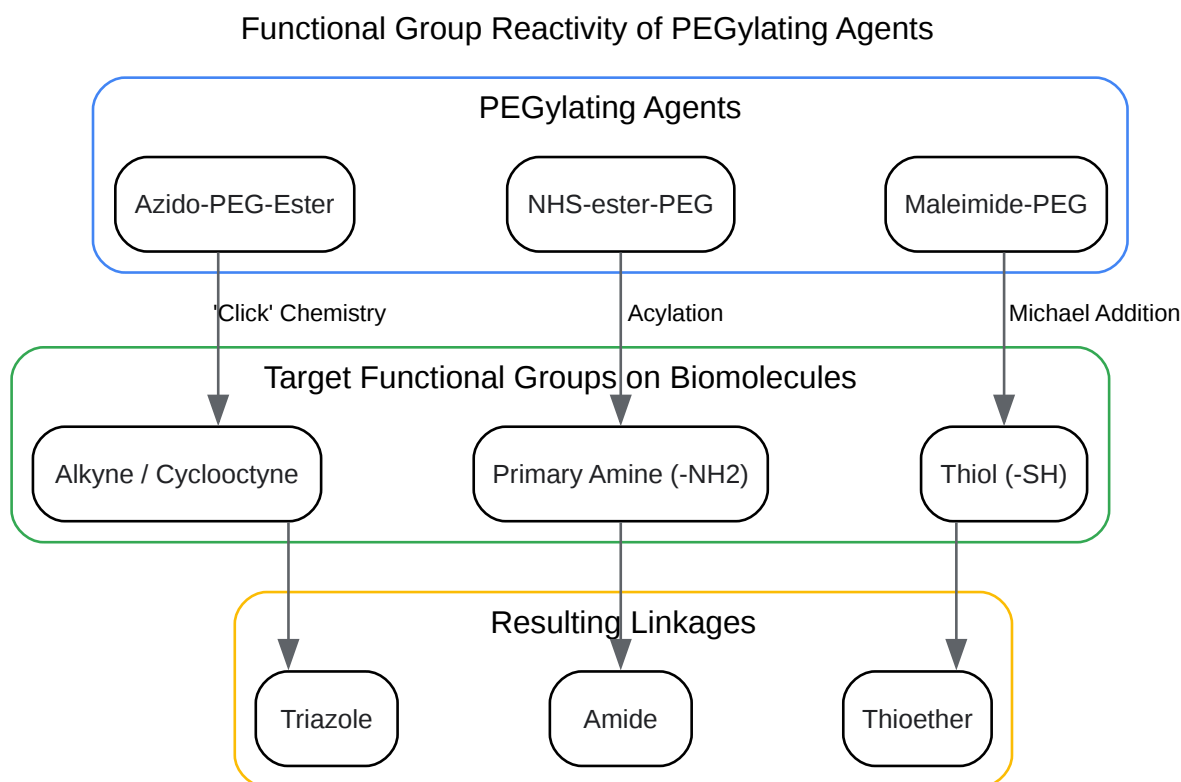 Functional Group Reactivity of PEGylating Agents
PEGylating Agents
Azido-PEG-Ester
NHS-ester-PEG
Maleimide-PEG
'Click' Chemistry
Acylation
Michael Addition
Target Functional Groups on Biomolecules
Alkyne / Cyclooctyne
Primary Amine (-NH2)
Thiol (-SH)
Resulting Linkages
Triazole
Amide
Thioether